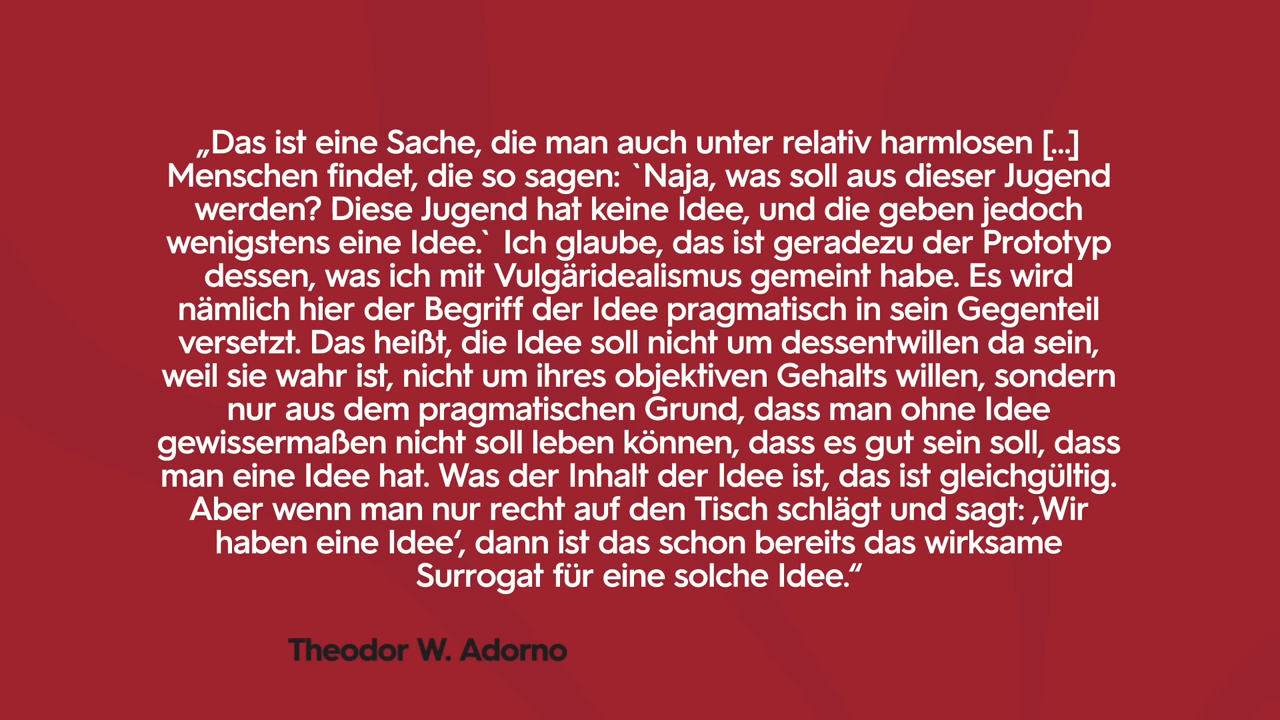 „Das ist eine Sache, die man auch unter relativ harmlosen [...]
Menschen findet, die so sagen: `Naja, was soll aus dieser Jugend
werden? Diese Jugend hat keine Idee, und die geben jedoch
wenigstens eine Idee.` Ich glaube, das ist geradezu der Prototyp
dessen, was ich mit Vulgäridealismus gemeint habe. Es wird
nämlich hier der Begriff der Idee pragmatisch in sein Gegenteil
versetzt. Das heißt, die Idee soll nicht um dessentwillen da sein,
weil sie wahr ist, nicht um ihres objektiven Gehalts willen, sondern
nur aus dem pragmatischen Grund, dass man ohne Idee
gewissermaßen nicht soll leben können, dass es gut sein soll, dass
man eine Idee hat. Was der Inhalt der Idee ist, das ist gleichgültig.
Aber wenn man nur recht auf den Tisch schlägt und sagt: ‚Wir
haben eine Idee‘, dann ist das schon bereits das wirksame
Surrogat für eine solche Idee.“
Theodor W. Adorno